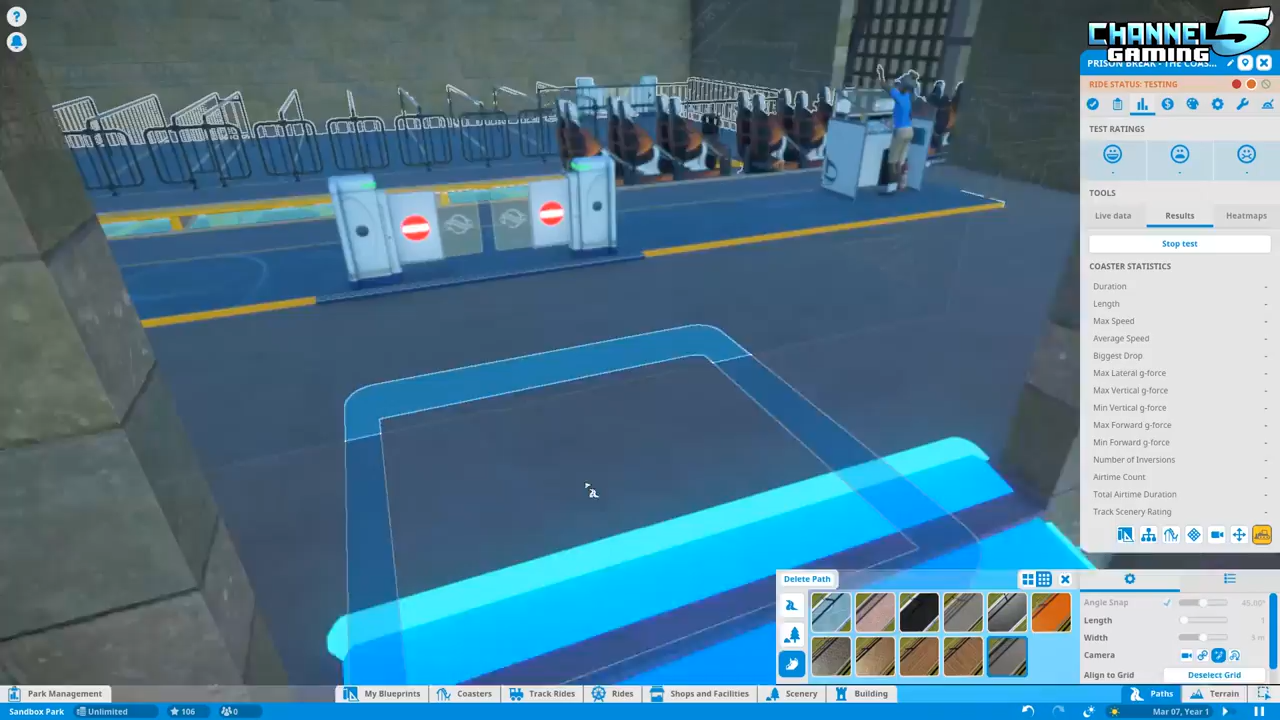 CHANNEL 5
GAMING
PRISON BREAK - THE COAS...
RIDE STATUS: TESTING
TEST RATINGS
- - -
TOOLS
Live data Results Heatmaps
Stop test
COASTER STATISTICS
Duration -
Length -
Max Speed -
Average Speed -
Biggest Drop -
Max Lateral g-force -
Max Vertical g-force -
Min Vertical g-force -
Max Forward g-force -
Min Forward g-force -
Number of Inversions -
Airtime Count -
Total Airtime Duration -
Track Scenery Rating -
Delete Path
Angle Snap 45.00°
Length 1
Width 3 m
Camera
Align to Grid Deselect Grid
Park Management My Blueprints Coasters Track Rides Rides Shops and Facilities Scenery Building Paths Terrain
Sandbox Park Unlimited 106 0 Mar 07, Year 1